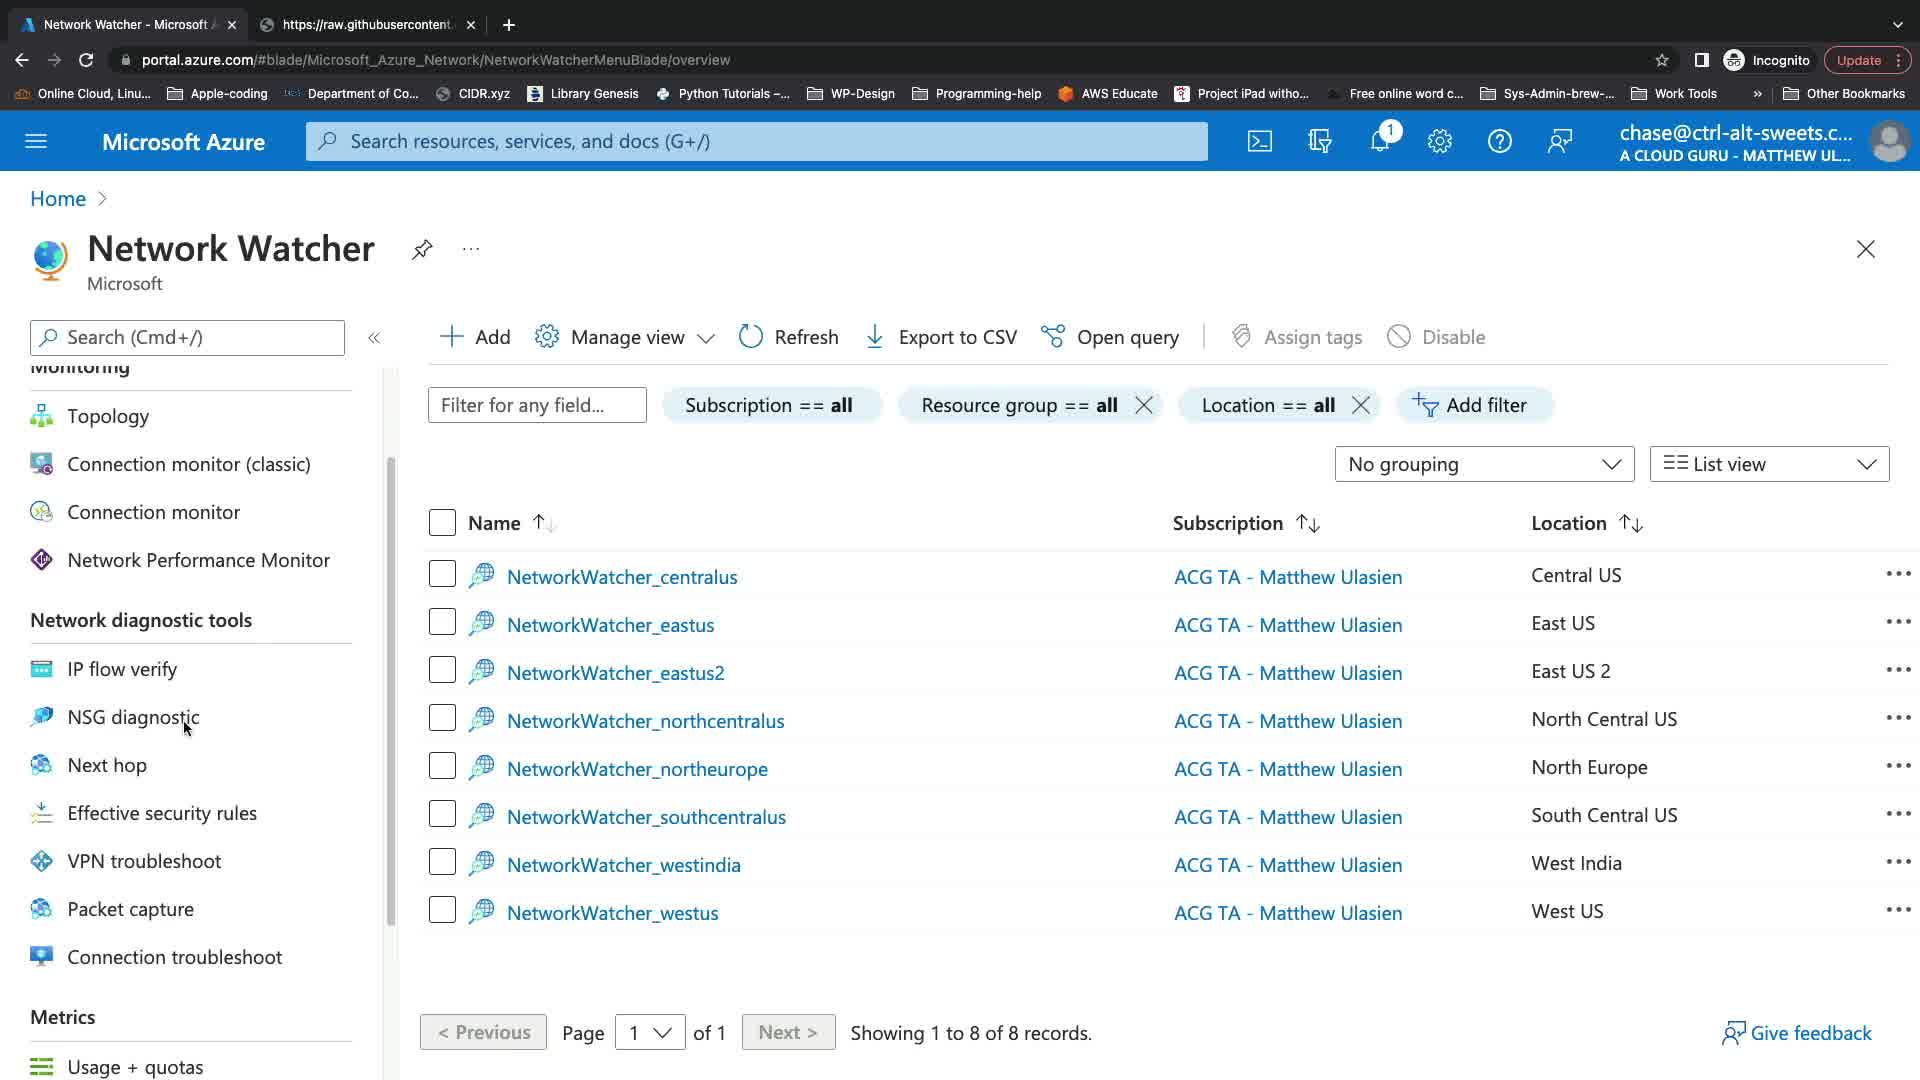 Network Watcher - Microsoft A
https://raw.githubusercontent.
portal.azure.com/#blade/Microsoft_Azure_Network/NetworkWatcherMenuBlade/overview
Incognito
Update
Online Cloud, Linu...
Apple-coding
Department of Co...
CIDR.xyz
Library Genesis
Python Tutorials –...
WP-Design
Programming-help
AWS Educate
Project iPad witho...
Free online word c...
Sys-Admin-brew-...
Work Tools
»
Other Bookmarks
Microsoft Azure
Search resources, services, and docs (G+/)
1
chase@ctrl-alt-sweets.c...
A CLOUD GURU - MATTHEW UL...
Home
Network Watcher
...
Microsoft
Search (Cmd+/)
«
Add
Manage view
Refresh
Export to CSV
Open query
Assign tags
Disable
Monitoring
Topology
Connection monitor (classic)
Connection monitor
Network Performance Monitor
Network diagnostic tools
IP flow verify
NSG diagnostic
Next hop
Effective security rules
VPN troubleshoot
Packet capture
Connection troubleshoot
Metrics
Usage + quotas
Filter for any field...
Subscription == all
Resource group == all
Location == all
Add filter
No grouping
List view
Name
Subscription
Location
NetworkWatcher_centralus ACG TA - Matthew Ulasien Central US ...
NetworkWatcher_eastus ACG TA - Matthew Ulasien East US ...
NetworkWatcher_eastus2 ACG TA - Matthew Ulasien East US 2 ...
NetworkWatcher_northcentralus ACG TA - Matthew Ulasien North Central US ...
NetworkWatcher_northeurope ACG TA - Matthew Ulasien North Europe ...
NetworkWatcher_southcentralus ACG TA - Matthew Ulasien South Central US ...
NetworkWatcher_westindia ACG TA - Matthew Ulasien West India ...
NetworkWatcher_westus ACG TA - Matthew Ulasien West US ...
< Previous
Page 1 of 1
Next >
Showing 1 to 8 of 8 records.
Give feedback